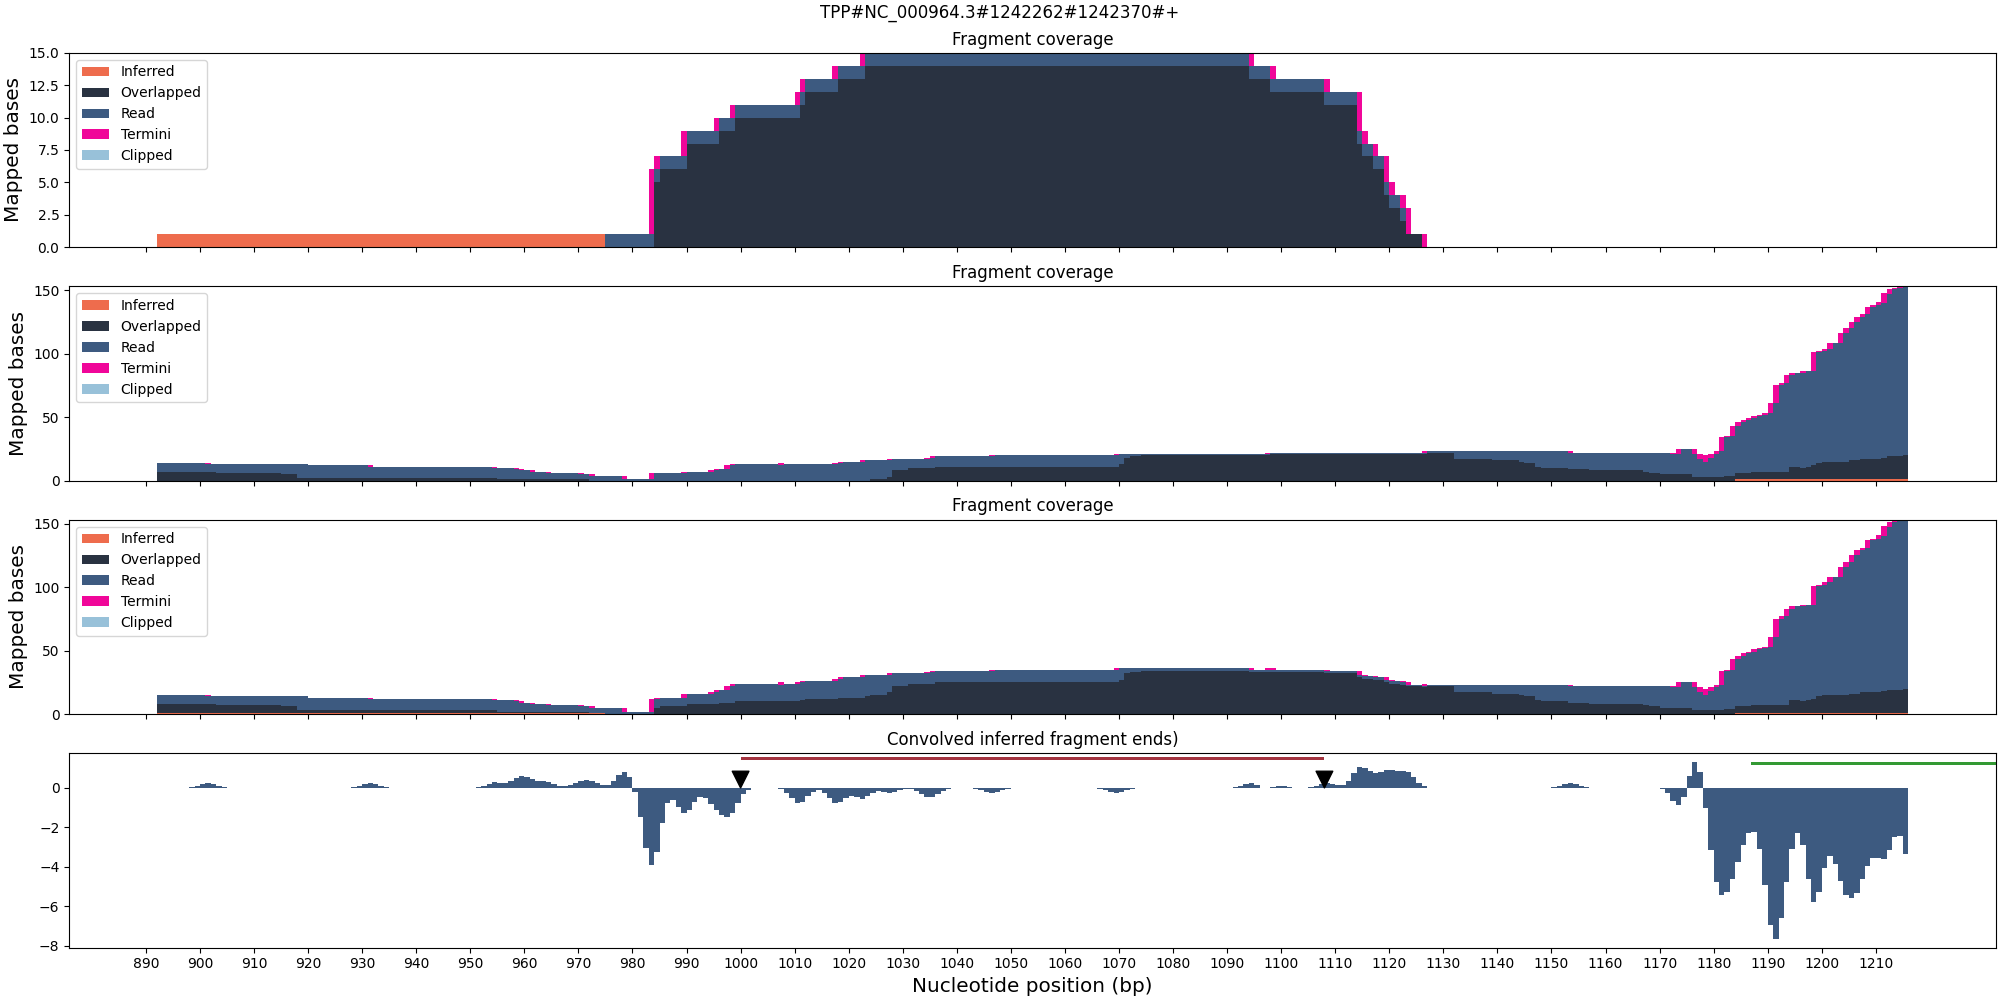 TPP#NC_000964.3#1242262#1242370#+
Fragment coverage
Mapped bases
15.0
12.5
10.0
7.5
5.0
2.5
0.0
Inferred
Overlapped
Read
Termini
Clipped
Fragment coverage
Mapped bases
150
100
50
0
Inferred
Overlapped
Read
Termini
Clipped
Fragment coverage
Mapped bases
150
100
50
0
Inferred
Overlapped
Read
Termini
Clipped
Convolved inferred fragment ends)
0
−2
−4
−6
−8
890 900 910 920 930 940 950 960 970 980 990 1000 1010 1020 1030 1040 1050 1060 1070 1080 1090 1100 1110 1120 1130 1140 1150 1160 1170 1180 1190 1200 1210
Nucleotide position (bp)